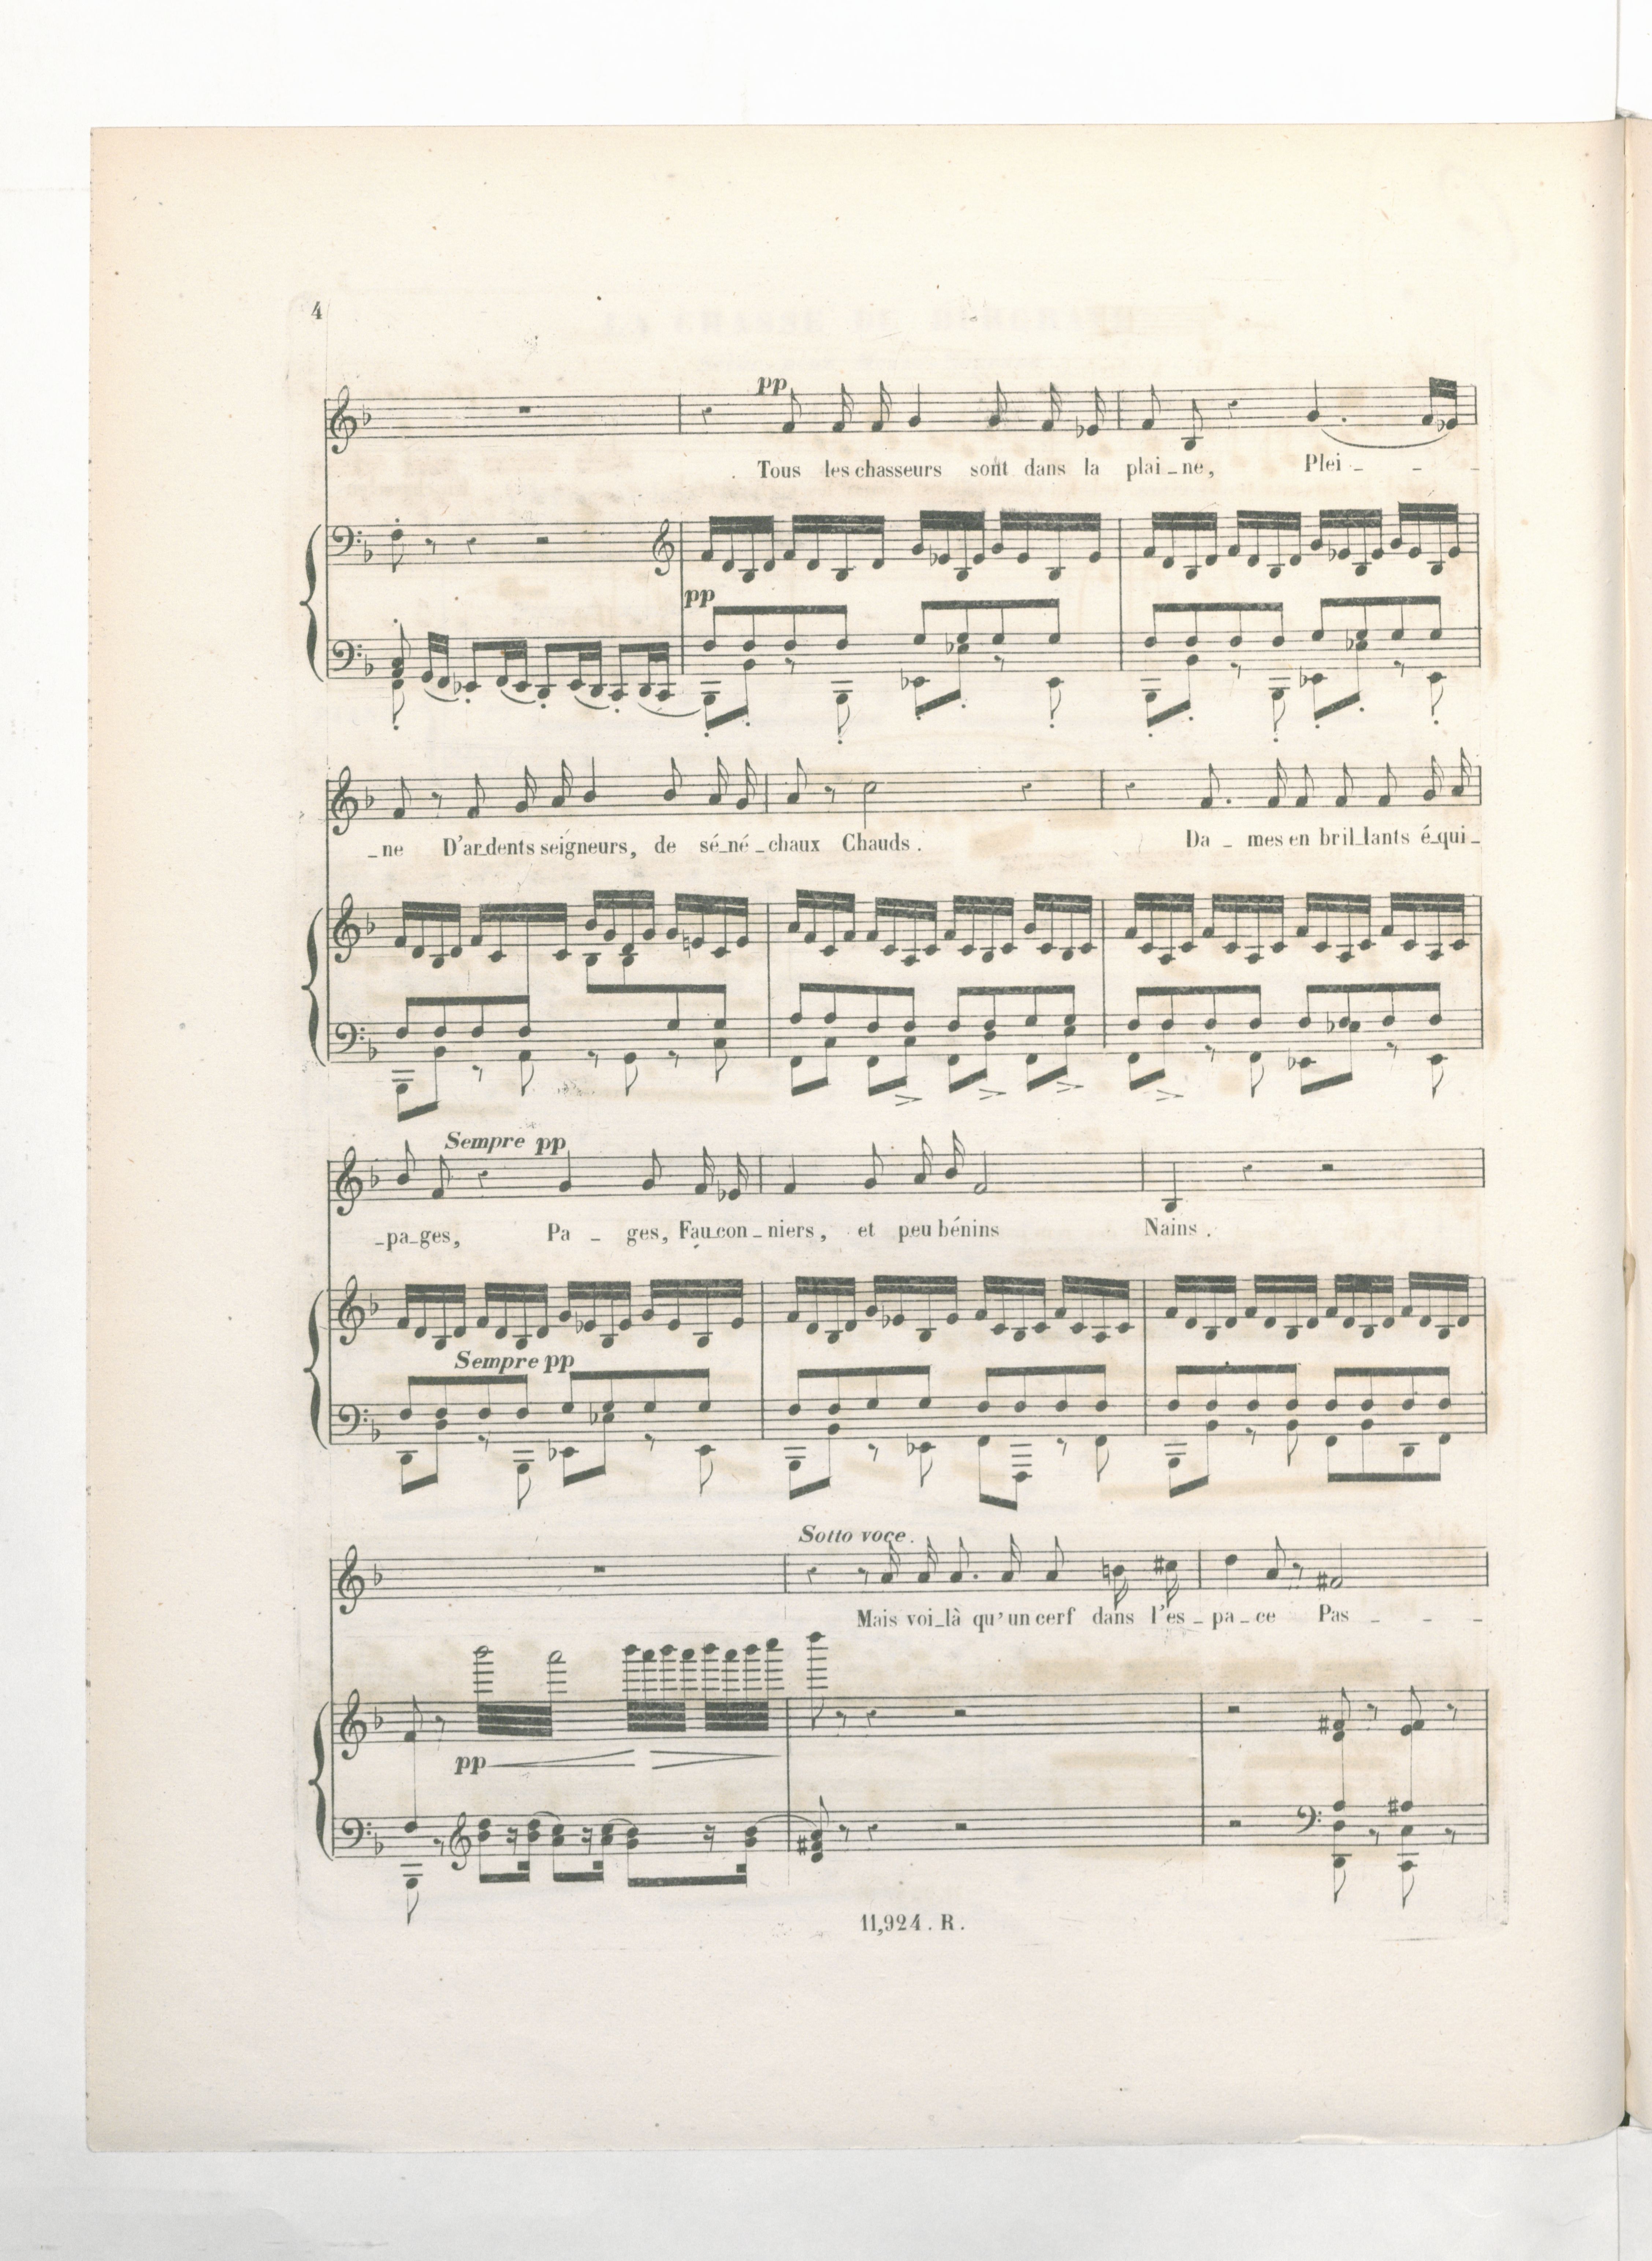 4
pp
. Tous les chasseurs sont dans la plai_ne, Plei_ _ _
pp
_ne D'ar_dents seigneurs, de sé_né_chaux Chauds. Da_mes en bril_lants é_qui_
Sempre pp
_pa_ges, Pa_ges, Fau_con_niers, et peu bénins Nains.
Sempre pp
Sotto voce.
Mais voi_là qu'un cerf dans l'es_pa_ce Pas_ _ _
pp
11,924. R.